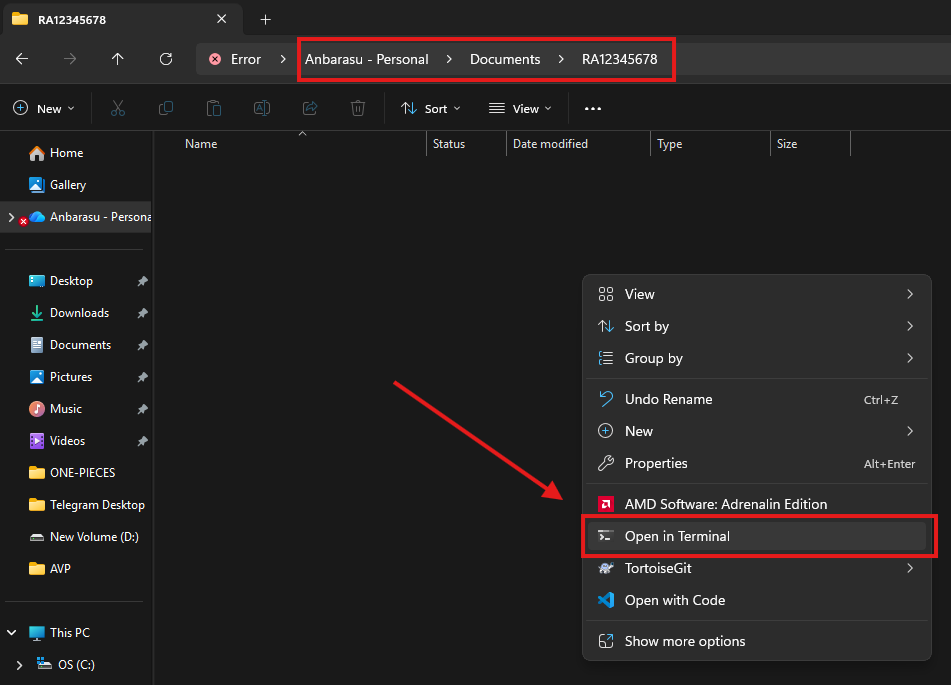 RA12345678
Error > Anbarasu - Personal > Documents > RA12345678
New
Sort
View
Name
Status
Date modified
Type
Size
Home
Gallery
Anbarasu - Persona
Desktop
Downloads
Documents
Pictures
Music
Videos
ONE-PIECES
Telegram Desktop
New Volume (D:)
AVP
This PC
OS (C:)
View
Sort by
Group by
Undo Rename Ctrl+Z
New
Properties Alt+Enter
AMD Software: Adrenalin Edition
Open in Terminal
TortoiseGit
Open with Code
Show more options